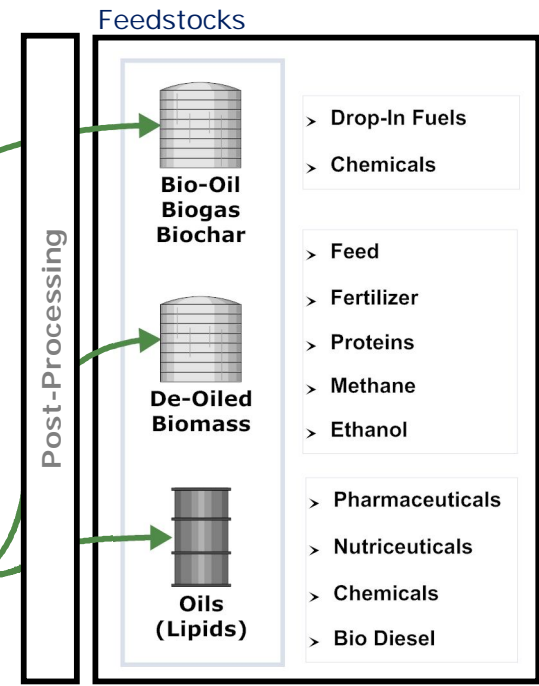 Feedstocks
Post-Processing
Bio-Oil
Biogas
Biochar
Drop-In Fuels
Chemicals
De-Oiled
Biomass
Feed
Fertilizer
Proteins
Methane
Ethanol
Oils
(Lipids)
Pharmaceuticals
Nutriceuticals
Chemicals
Bio Diesel